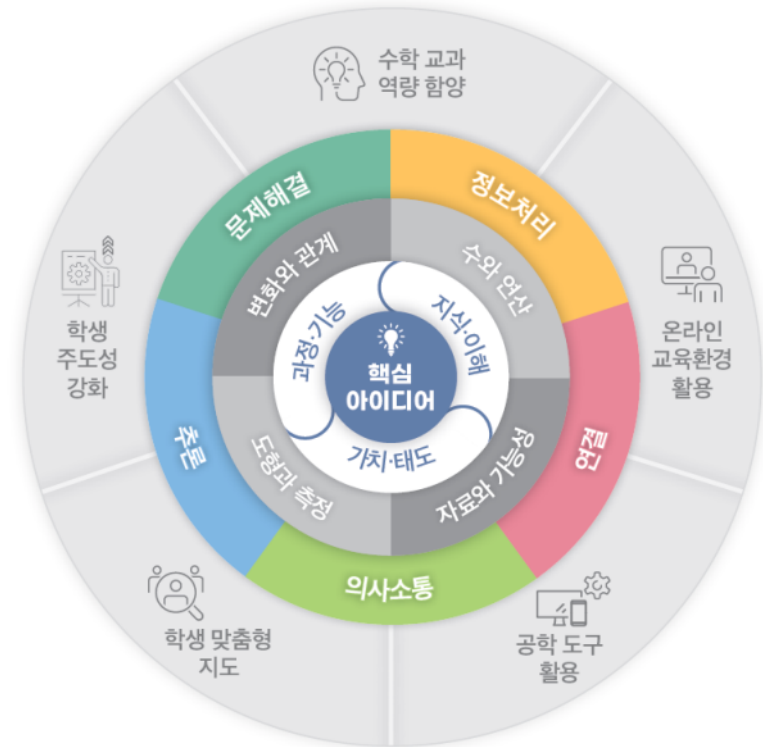 수학 교과
역량 함양
문제해결
정보처리
변화와 관계
수와 연산
과정·기능
지식·이해
핵심
아이디어
가치·태도
학생
주도성
강화
온라인
교육환경
활용
추론
연결
도형과 측정
자료와 가능성
의사소통
학생 맞춤형
지도
공학 도구
활용